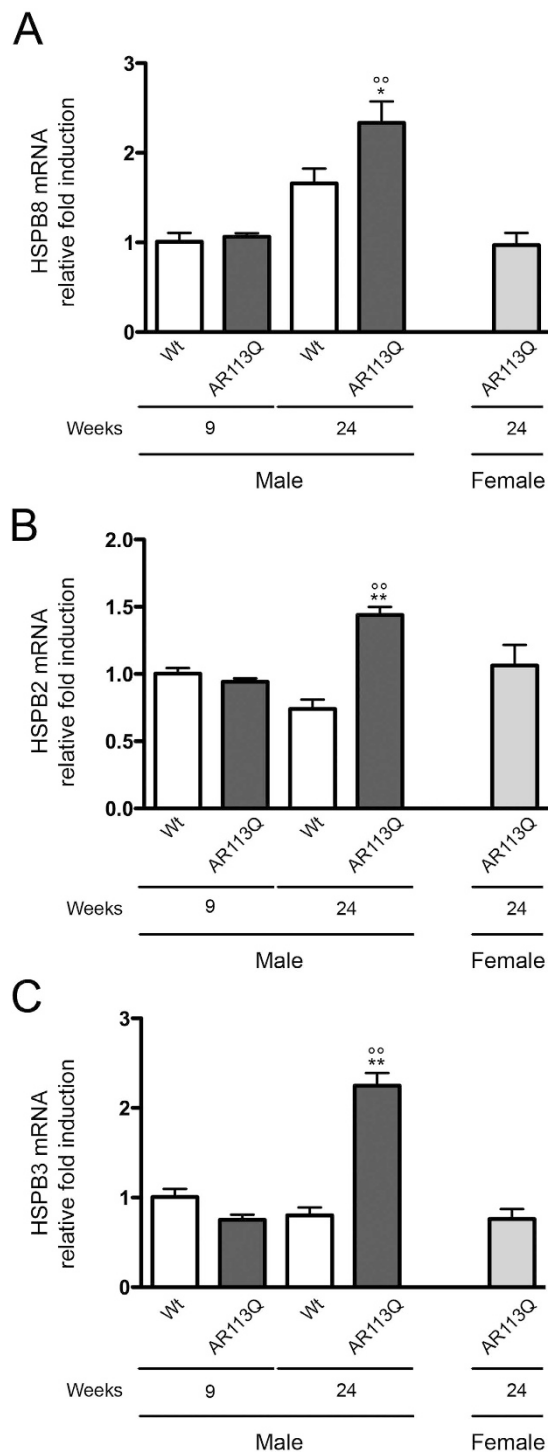 A
HSPB8 mRNA
relative fold induction
3
2
1
0
°°
*
Wt
AR113Q
Wt
AR113Q
AR113Q
Weeks 9 24 24
Male Female
B
HSPB2 mRNA
relative fold induction
2.0
1.5
1.0
0.5
0.0
°°
**
Wt
AR113Q
Wt
AR113Q
AR113Q
Weeks 9 24 24
Male Female
C
HSPB3 mRNA
relative fold induction
3
2
1
0
°°
**
Wt
AR113Q
Wt
AR113Q
AR113Q
Weeks 9 24 24
Male Female